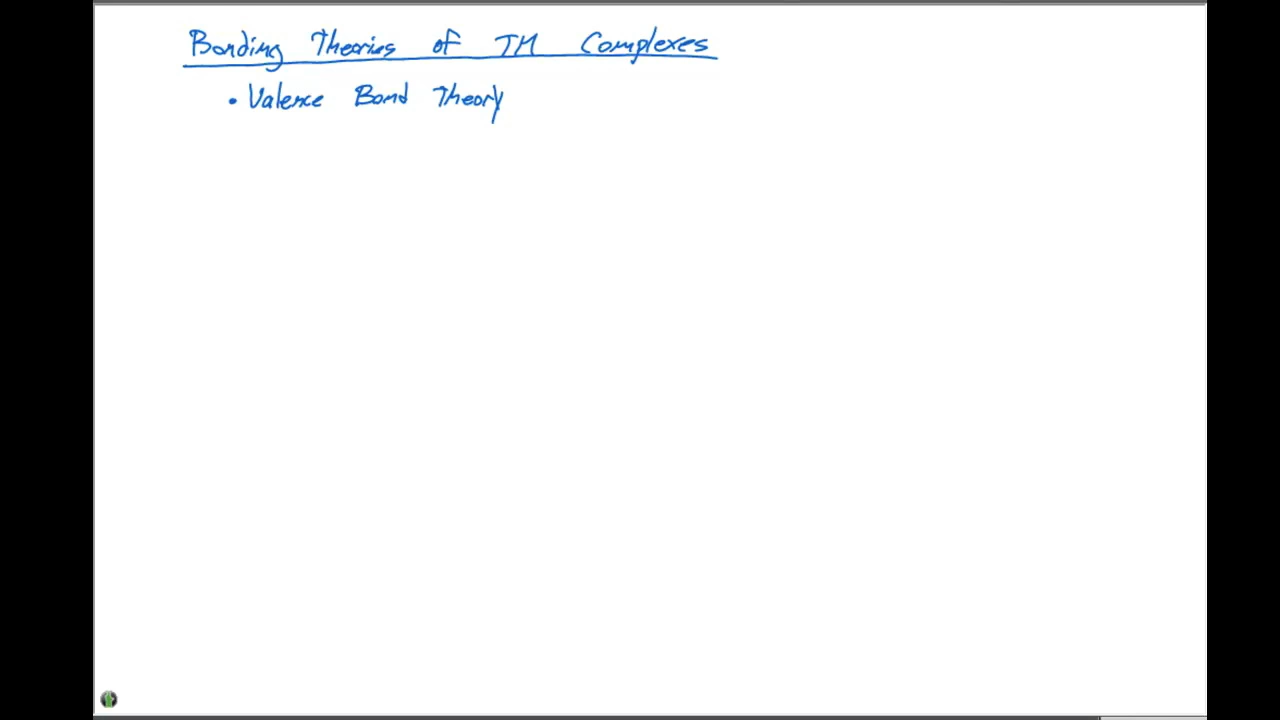 Bonding Theories of TM Complexes
• Valence Bond Theory